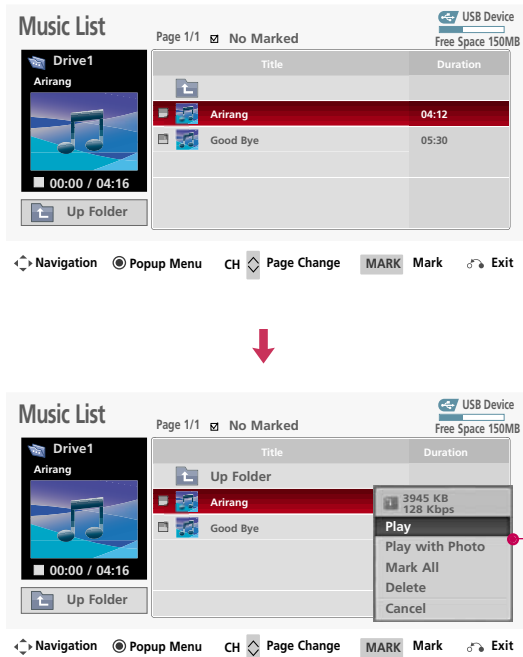 Music List
Page 1/1 No Marked
USB Device
Free Space 150MB
Drive1
Arirang
00:00 / 04:16
Up Folder
Title Duration
Arirang 04:12
Good Bye 05:30
Navigation Popup Menu CH Page Change MARK Mark Exit
Music List
Page 1/1 No Marked
USB Device
Free Space 150MB
Drive1
Arirang
00:00 / 04:16
Up Folder
Title Duration
Up Folder
Arirang
Good Bye
3945 KB
128 Kbps
Play
Play with Photo
Mark All
Delete
Cancel
Navigation Popup Menu CH Page Change MARK Mark Exit